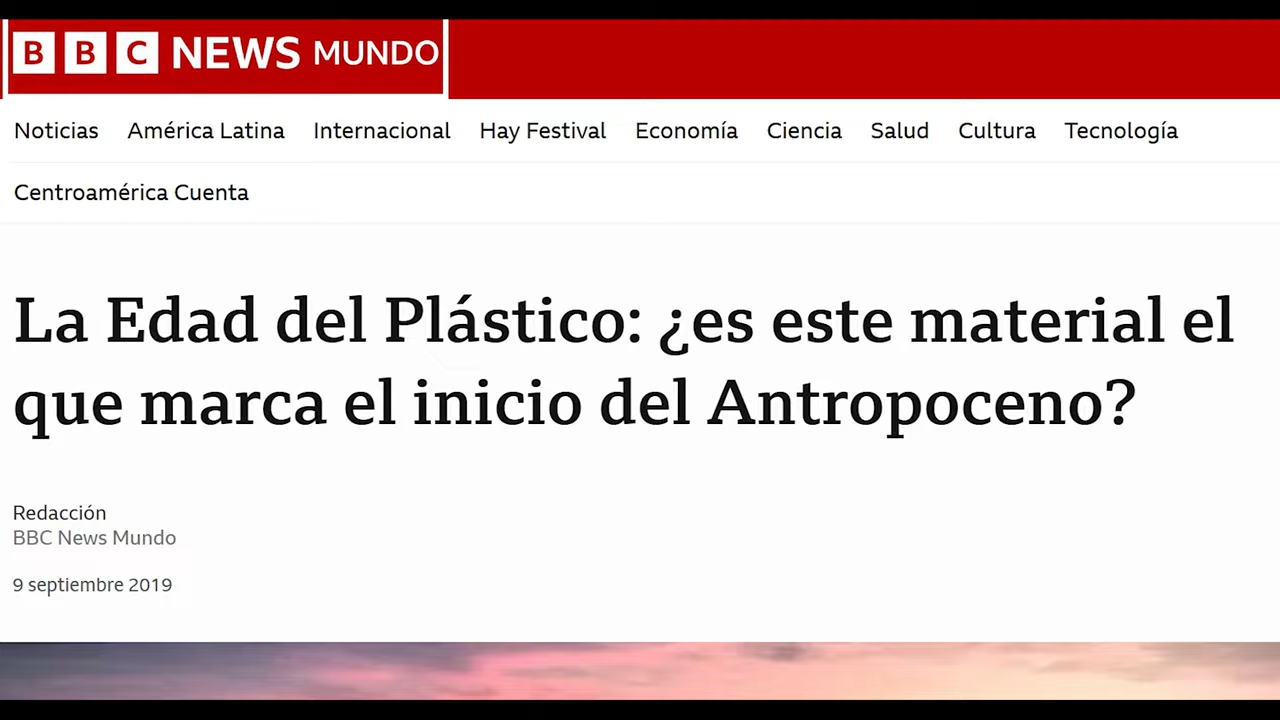 BBC NEWS MUNDO
Noticias América Latina Internacional Hay Festival Economía Ciencia Salud Cultura Tecnología
Centroamérica Cuenta
La Edad del Plástico: ¿es este material el
que marca el inicio del Antropoceno?
Redacción
BBC News Mundo
9 septiembre 2019